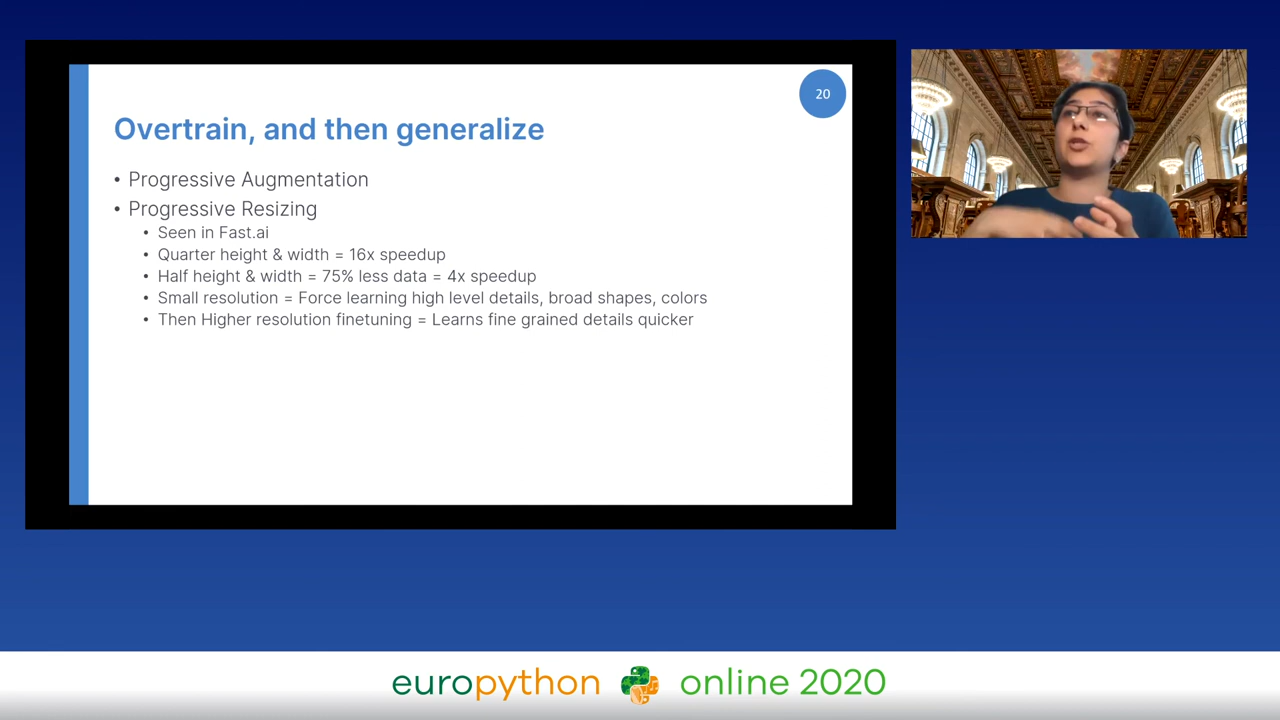 20
Overtrain, and then generalize
• Progressive Augmentation
• Progressive Resizing
• Seen in Fast.ai
• Quarter height & width = 16x speedup
• Half height & width = 75% less data = 4x speedup
• Small resolution = Force learning high level details, broad shapes, colors
• Then Higher resolution finetuning = Learns fine grained details quicker
europython online 2020